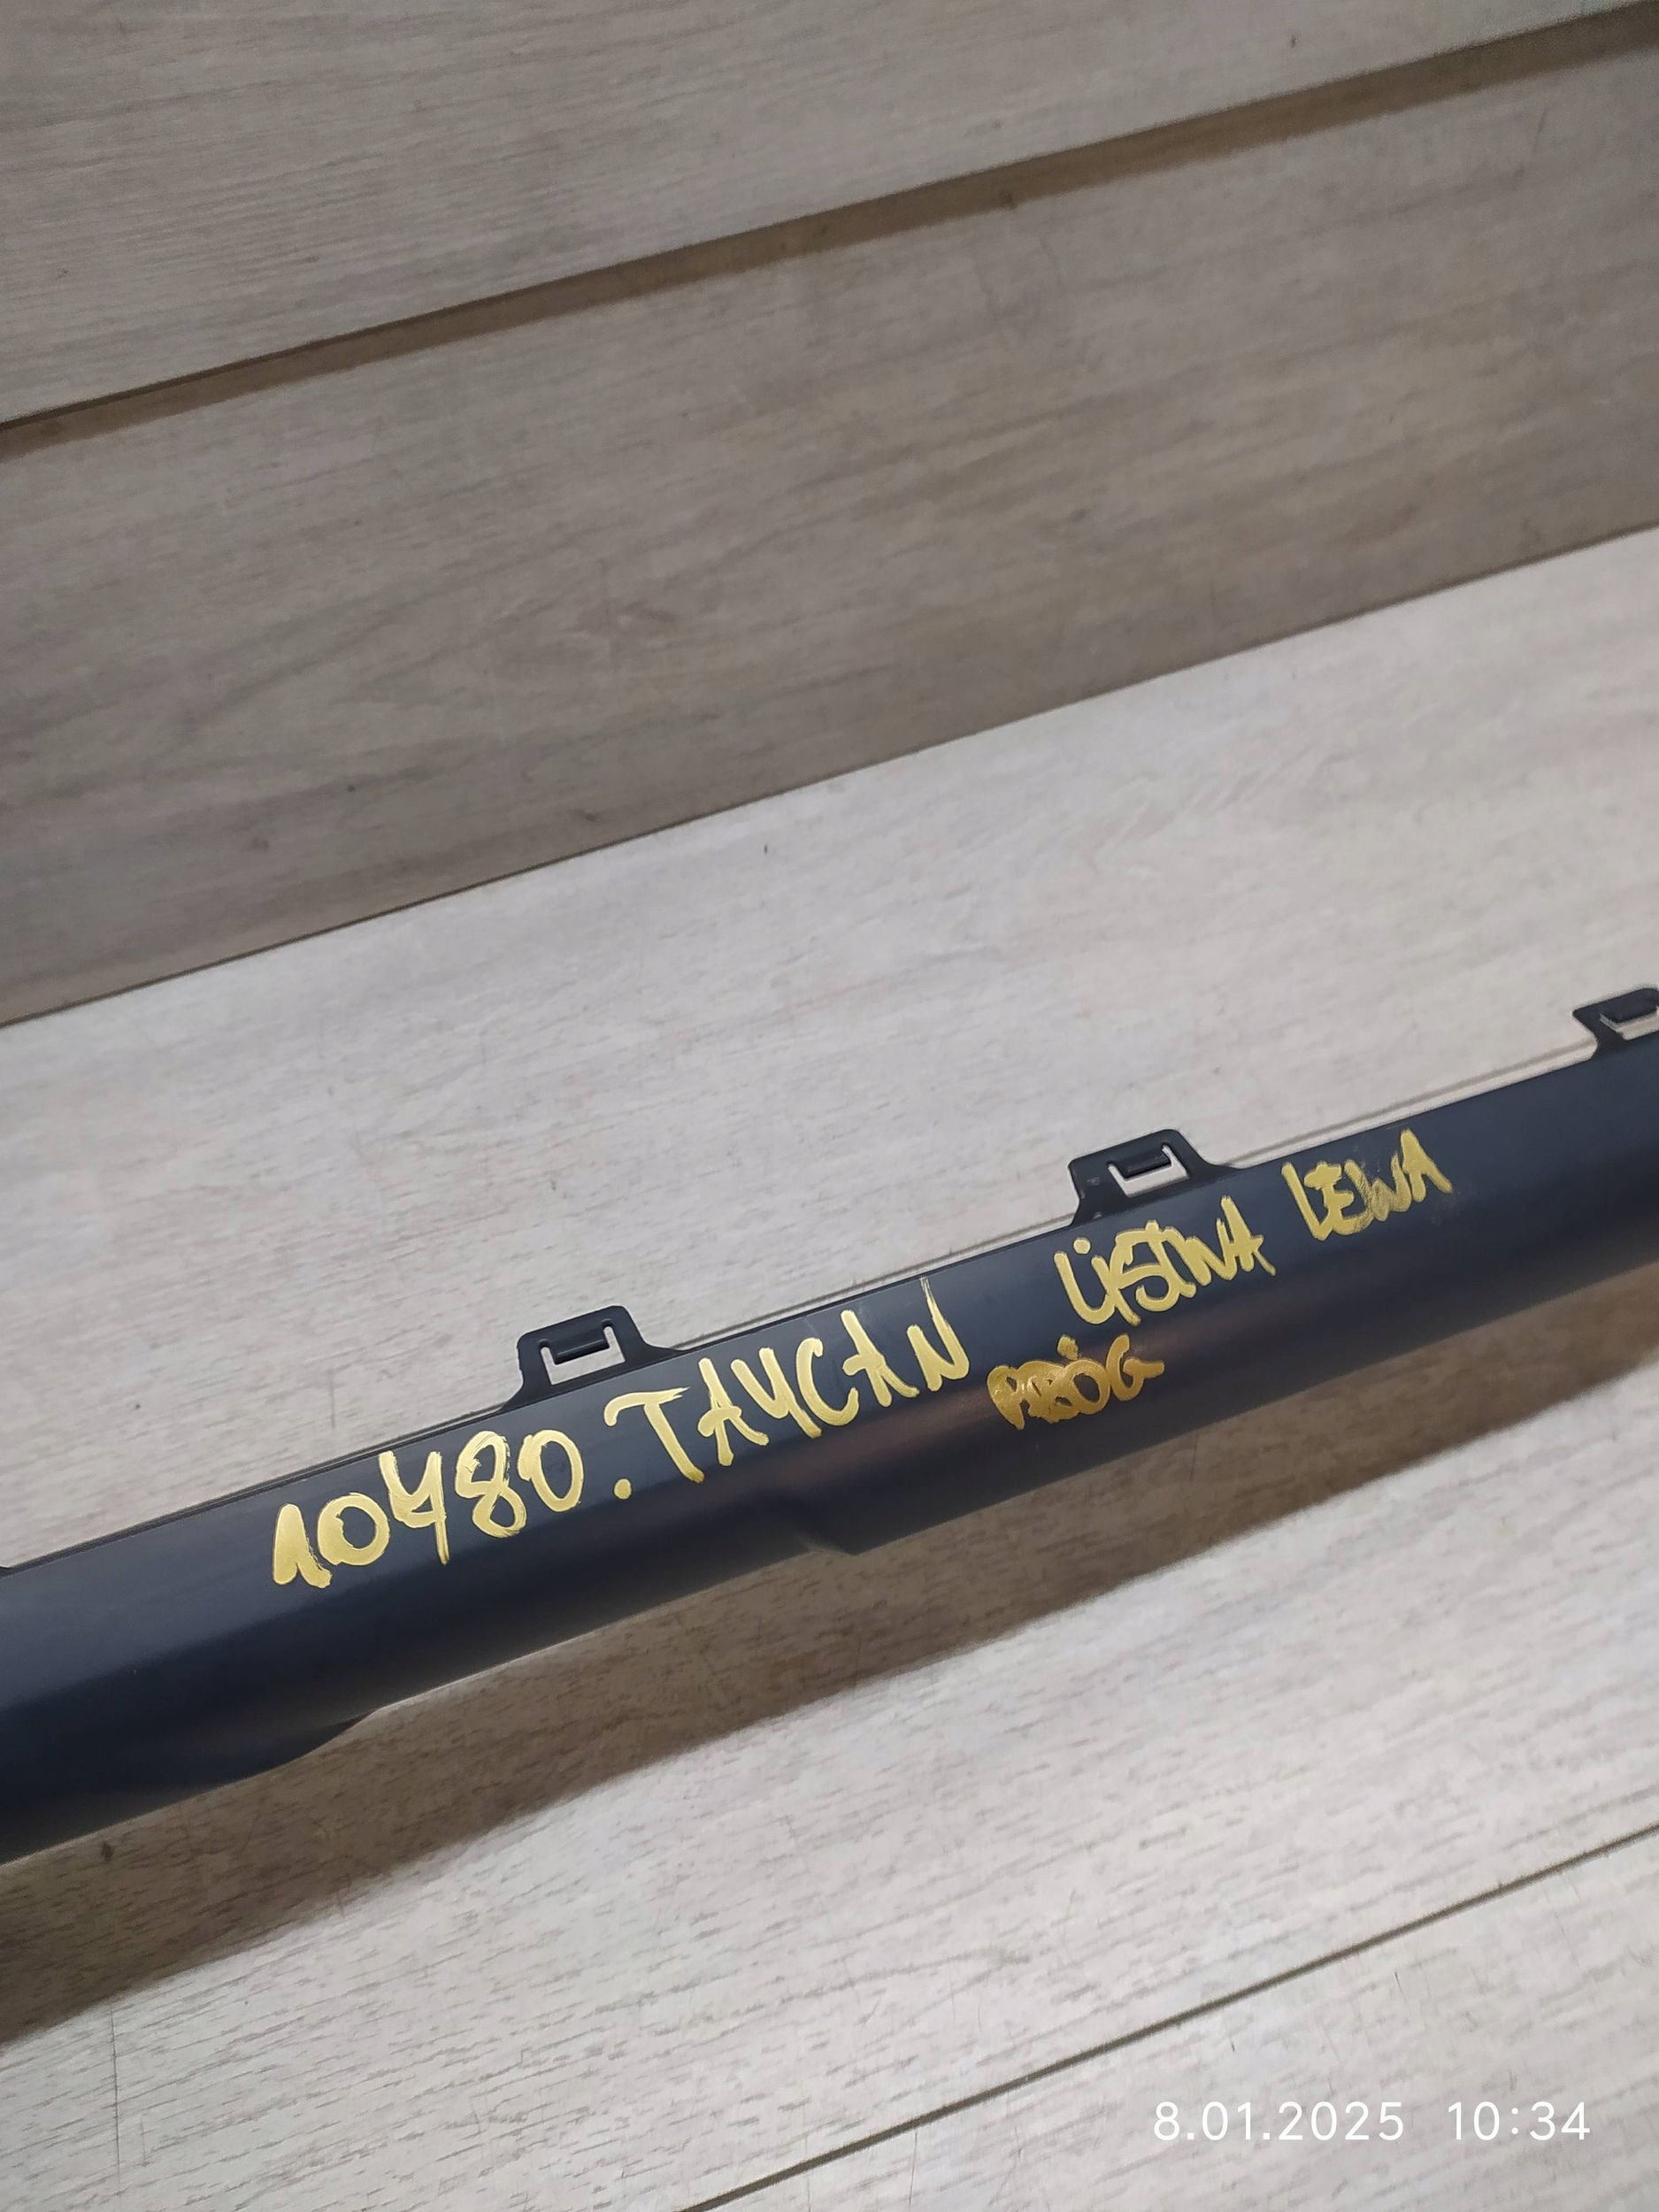 10480. TAYCAN LISTWA LEWA
PRÓG
8.01.2025 10:34